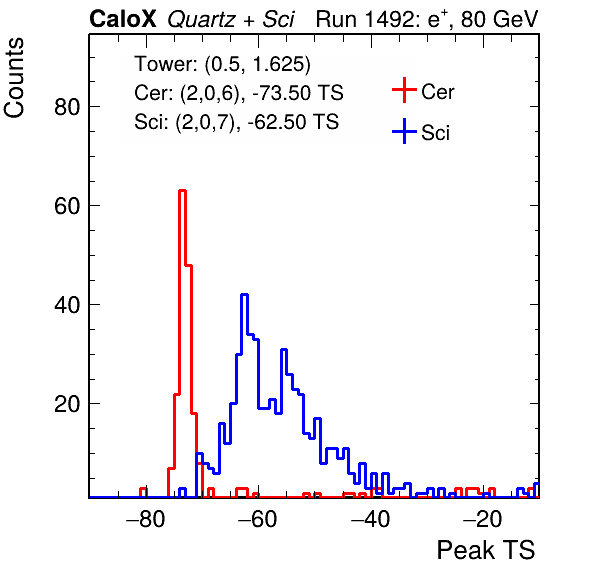 CaloX Quartz + Sci Run 1492: e⁺, 80 GeV
Counts
Tower: (0.5, 1.625)
Cer: (2,0,6), -73.50 TS
Sci: (2,0,7), -62.50 TS
Cer
Sci
80
60
40
20
−80 −60 −40 −20
Peak TS